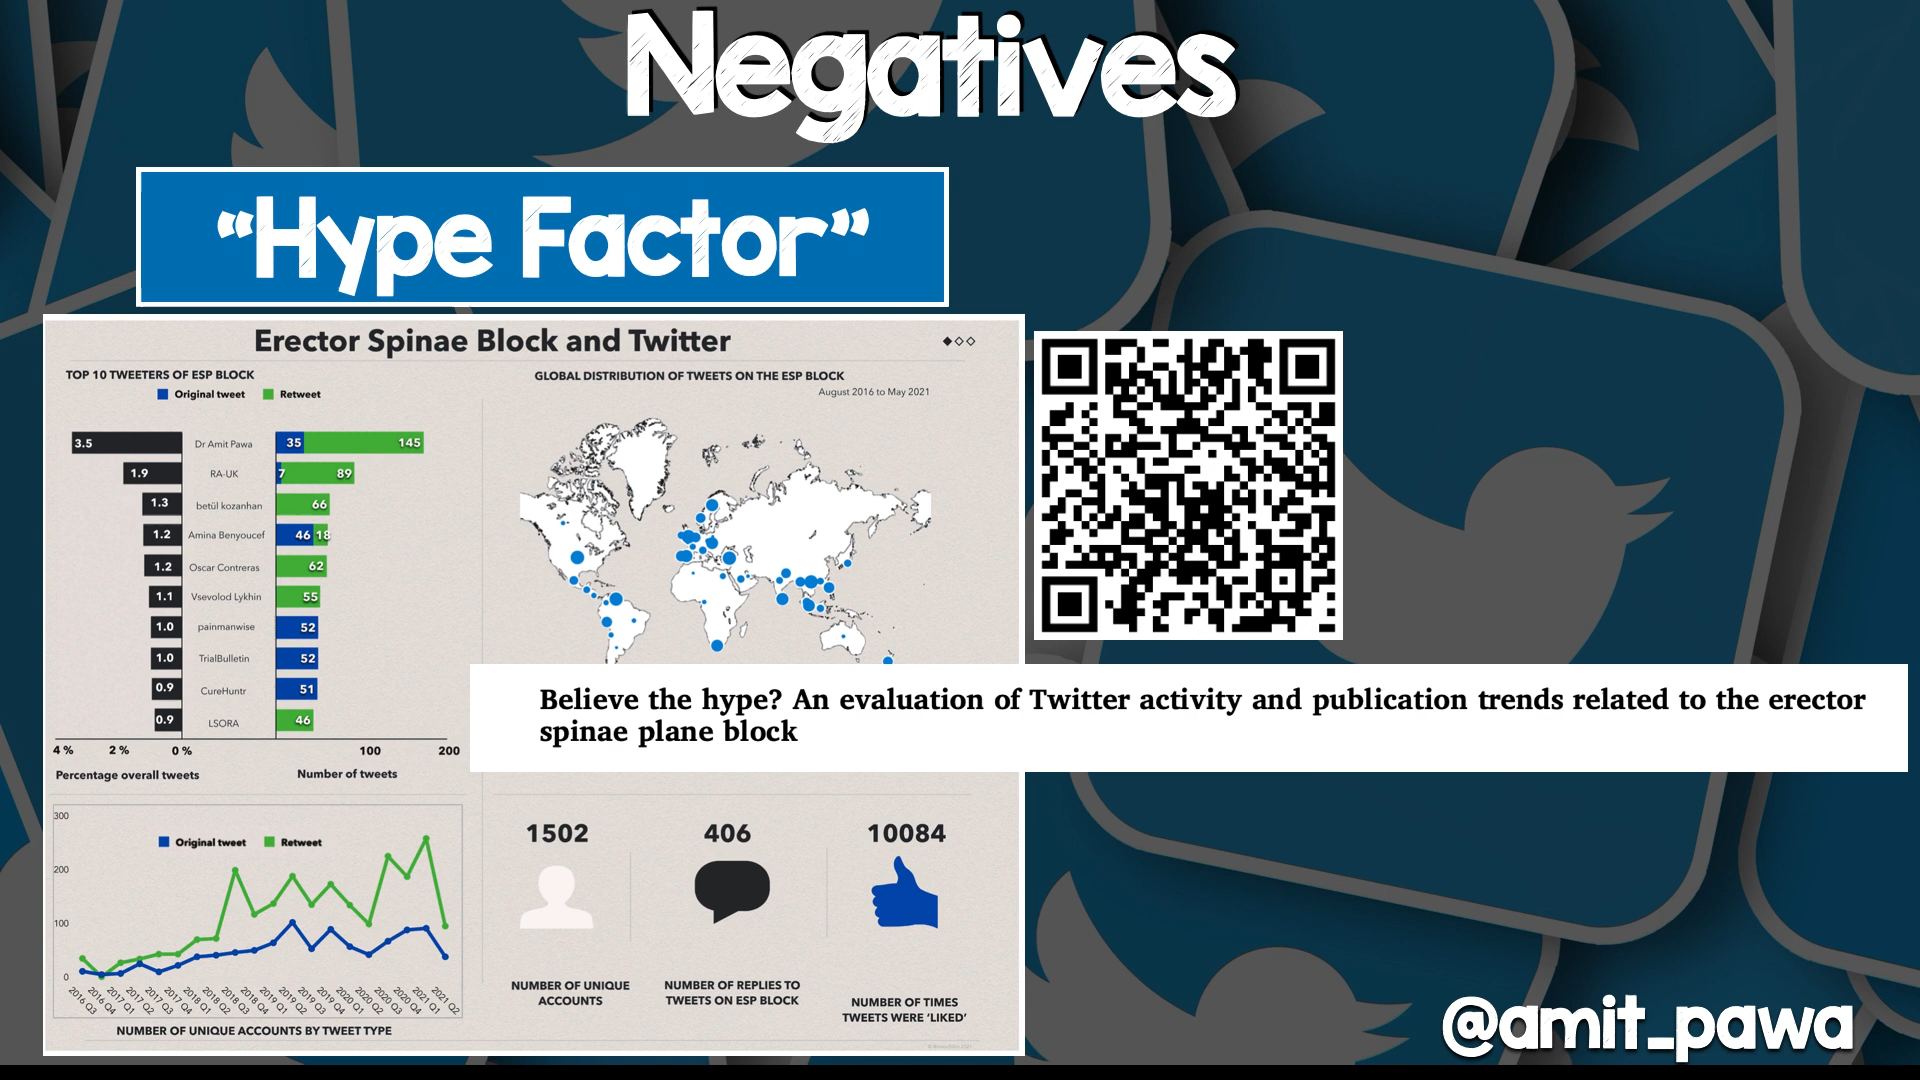 Negatives
“Hype Factor”
Erector Spinae Block and Twitter
TOP 10 TWEETERS OF ESP BLOCK
Original tweet Retweet
3.5 Dr Amit Pawa 35 145
1.9 RA-UK 7 89
1.3 betül kozanhan 66
1.2 Amina Benyoucef 46 18
1.2 Oscar Contreras 62
1.1 Vsevolod Lykhin 55
1.0 painmanwise 52
1.0 TrialBulletin 52
0.9 CureHuntr 51
0.9 LSORA 46
4 % 2 % 0 % 100 200
Percentage overall tweets Number of tweets
GLOBAL DISTRIBUTION OF TWEETS ON THE ESP BLOCK
August 2016 to May 2021
Believe the hype? An evaluation of Twitter activity and publication trends related to the erector
spinae plane block
300
Original tweet Retweet
200
100
0
2016 Q3 2016 Q4 2017 Q1 2017 Q2 2017 Q3 2017 Q4 2018 Q1 2018 Q2 2018 Q3 2018 Q4 2019 Q1 2019 Q2 2019 Q3 2019 Q4 2020 Q1 2020 Q2 2020 Q3 2020 Q4 2021 Q1 2021 Q2
NUMBER OF UNIQUE ACCOUNTS BY TWEET TYPE
1502 406 10084
NUMBER OF UNIQUE
ACCOUNTS
NUMBER OF REPLIES TO
TWEETS ON ESP BLOCK
NUMBER OF TIMES
TWEETS WERE ‘LIKED’
@amit_pawa